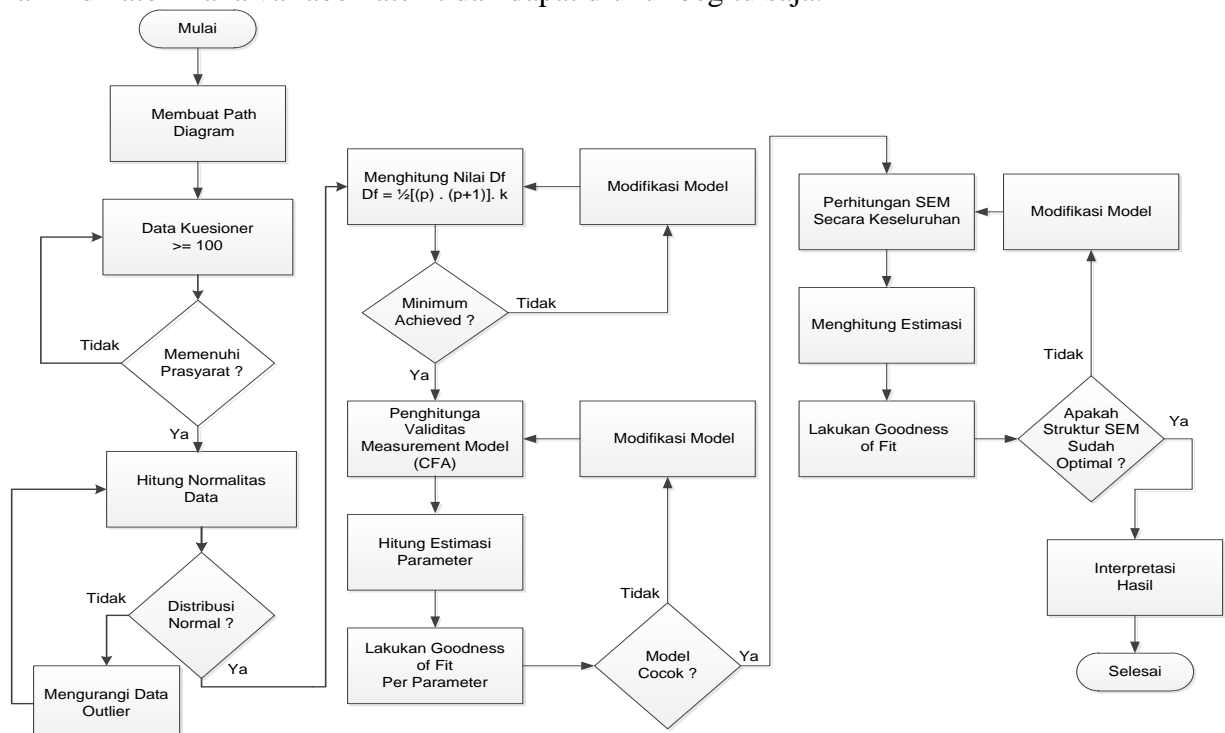 Mulai
Membuat Path
Diagram
Data Kuesioner
>= 100
Tidak
Memenuhi
Prasyarat ?
Ya
Hitung Normalitas
Data
Tidak
Distribusi
Normal ?
Ya
Mengurangi Data
Outlier
Menghitung Nilai Df
Df = ½[(p) . (p+1)]. k
Modifikasi Model
Minimum
Achieved ?
Tidak
Ya
Penghitunga
Validitas
Measurement Model
(CFA)
Modifikasi Model
Hitung Estimasi
Parameter
Tidak
Lakukan Goodness
of Fit
Per Parameter
Model
Cocok ?
Ya
Perhitungan SEM
Secara Keseluruhan
Modifikasi Model
Menghitung Estimasi
Tidak
Lakukan Goodness
of Fit
Apakah
Struktur SEM
Sudah
Optimal ?
Ya
Interpretasi
Hasil
Selesai